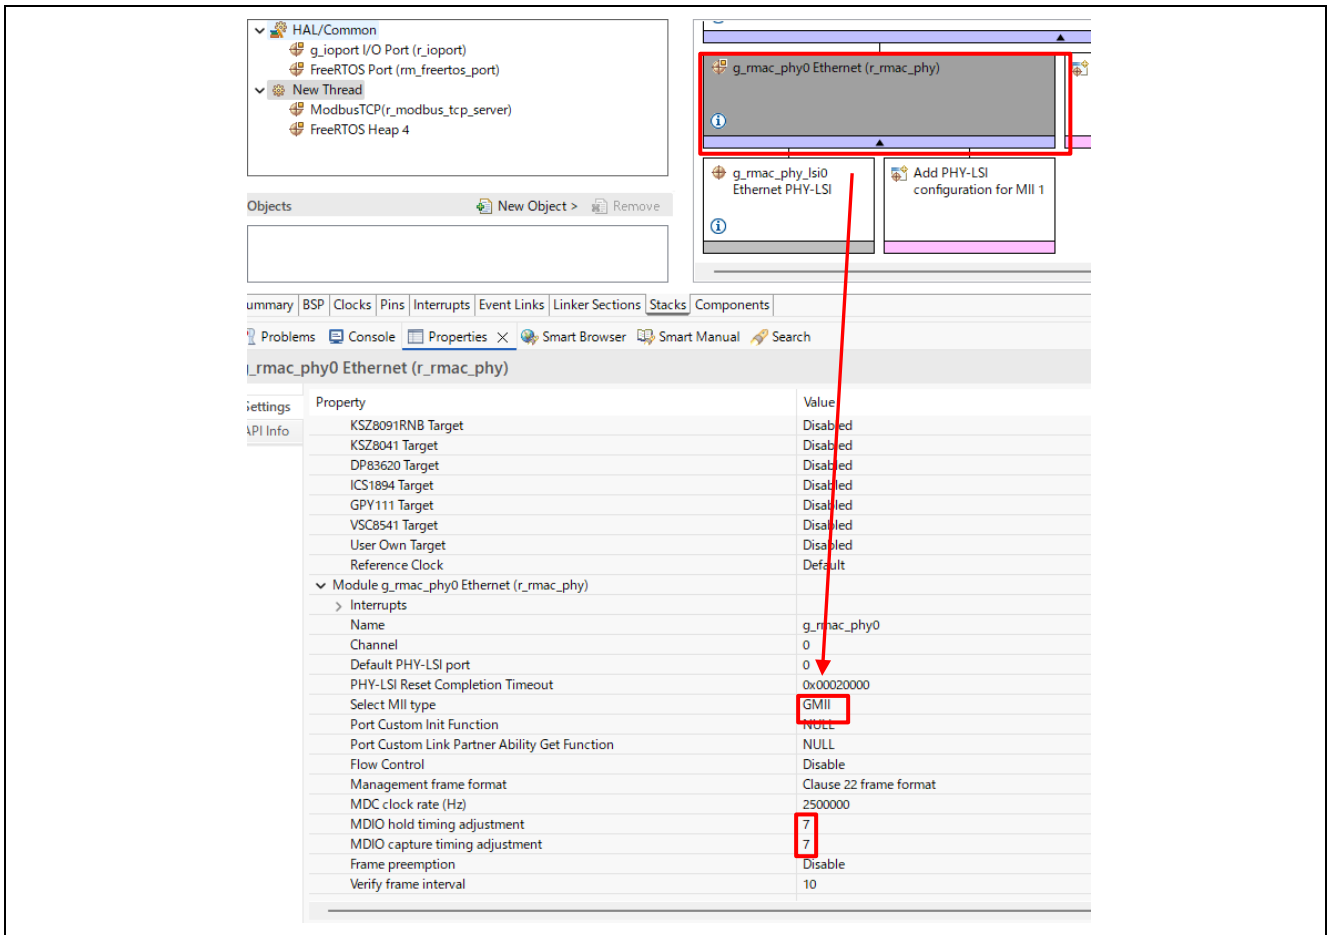 HAL/Common
g_ioport I/O Port (r_ioport)
FreeRTOS Port (rm_freertos_port)
New Thread
ModbusTCP(r_modbus_tcp_server)
FreeRTOS Heap 4
g_rmac_phy0 Ethernet (r_rmac_phy)
g_rmac_phy_lsi0
Ethernet PHY-LSI
Add PHY-LSI
configuration for MII 1
Objects New Object > Remove
ummary BSP Clocks Pins Interrupts Event Links Linker Sections Stacks Components
Problems Console Properties Smart Browser Smart Manual Search
_rmac_phy0 Ethernet (r_rmac_phy)
Settings Property Value
API Info
KSZ8091RNB Target Disabled
KSZ8041 Target Disabled
DP83620 Target Disabled
ICS1894 Target Disabled
GPY111 Target Disabled
VSC8541 Target Disabled
User Own Target Disabled
Reference Clock Default
Module g_rmac_phy0 Ethernet (r_rmac_phy)
Interrupts
Name g_rmac_phy0
Channel 0
Default PHY-LSI port 0
PHY-LSI Reset Completion Timeout 0x00020000
Select MII type GMII
Port Custom Init Function NULL
Port Custom Link Partner Ability Get Function NULL
Flow Control Disable
Management frame format Clause 22 frame format
MDC clock rate (Hz) 2500000
MDIO hold timing adjustment 7
MDIO capture timing adjustment 7
Frame preemption Disable
Verify frame interval 10